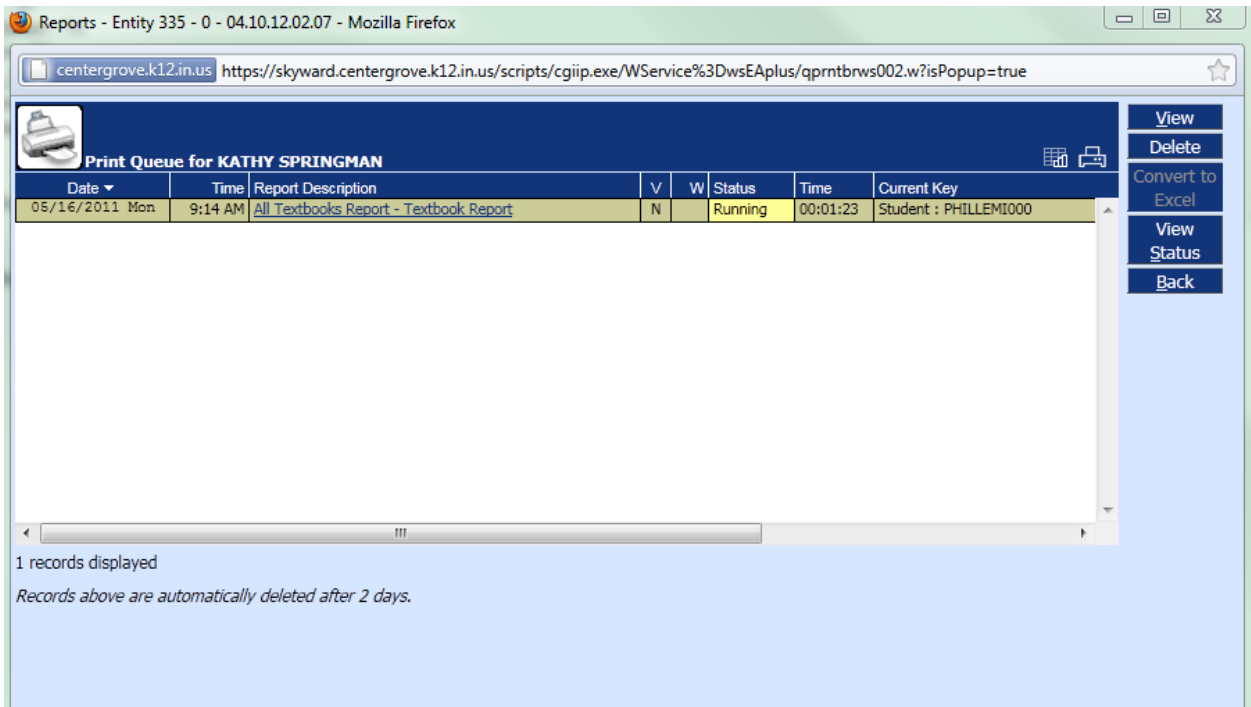 Reports - Entity 335 - 0 - 04.10.12.02.07 - Mozilla Firefox
centergrove.k12.in.us https://skyward.centergrove.k12.in.us/scripts/cgiip.exe/WService%3DwsEAplus/qprntbrws002.w?isPopup=true
Print Queue for KATHY SPRINGMAN
Date Time Report Description V W Status Time Current Key
05/16/2011 Mon 9:14 AM All Textbooks Report - Textbook Report N Running 00:01:23 Student : PHILLEMI000
1 records displayed
Records above are automatically deleted after 2 days.
View
Delete
Convert to
Excel
View
Status
Back